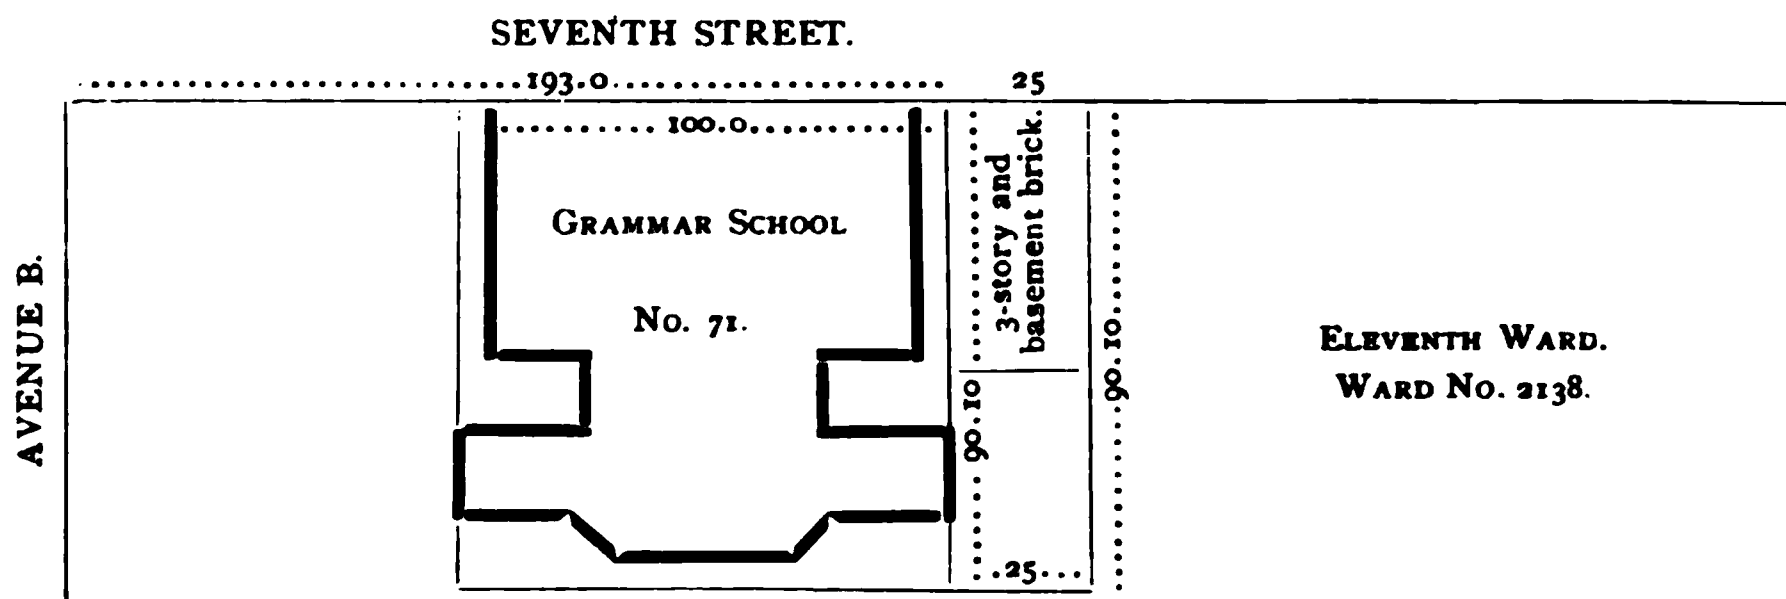 SEVENTH STREET.
193.0
25
100.0
GRAMMAR SCHOOL
No. 71.
3-story and
basement brick.
90.10
90.10
25
AVENUE B.
ELEVENTH WARD.
WARD No. 2138.